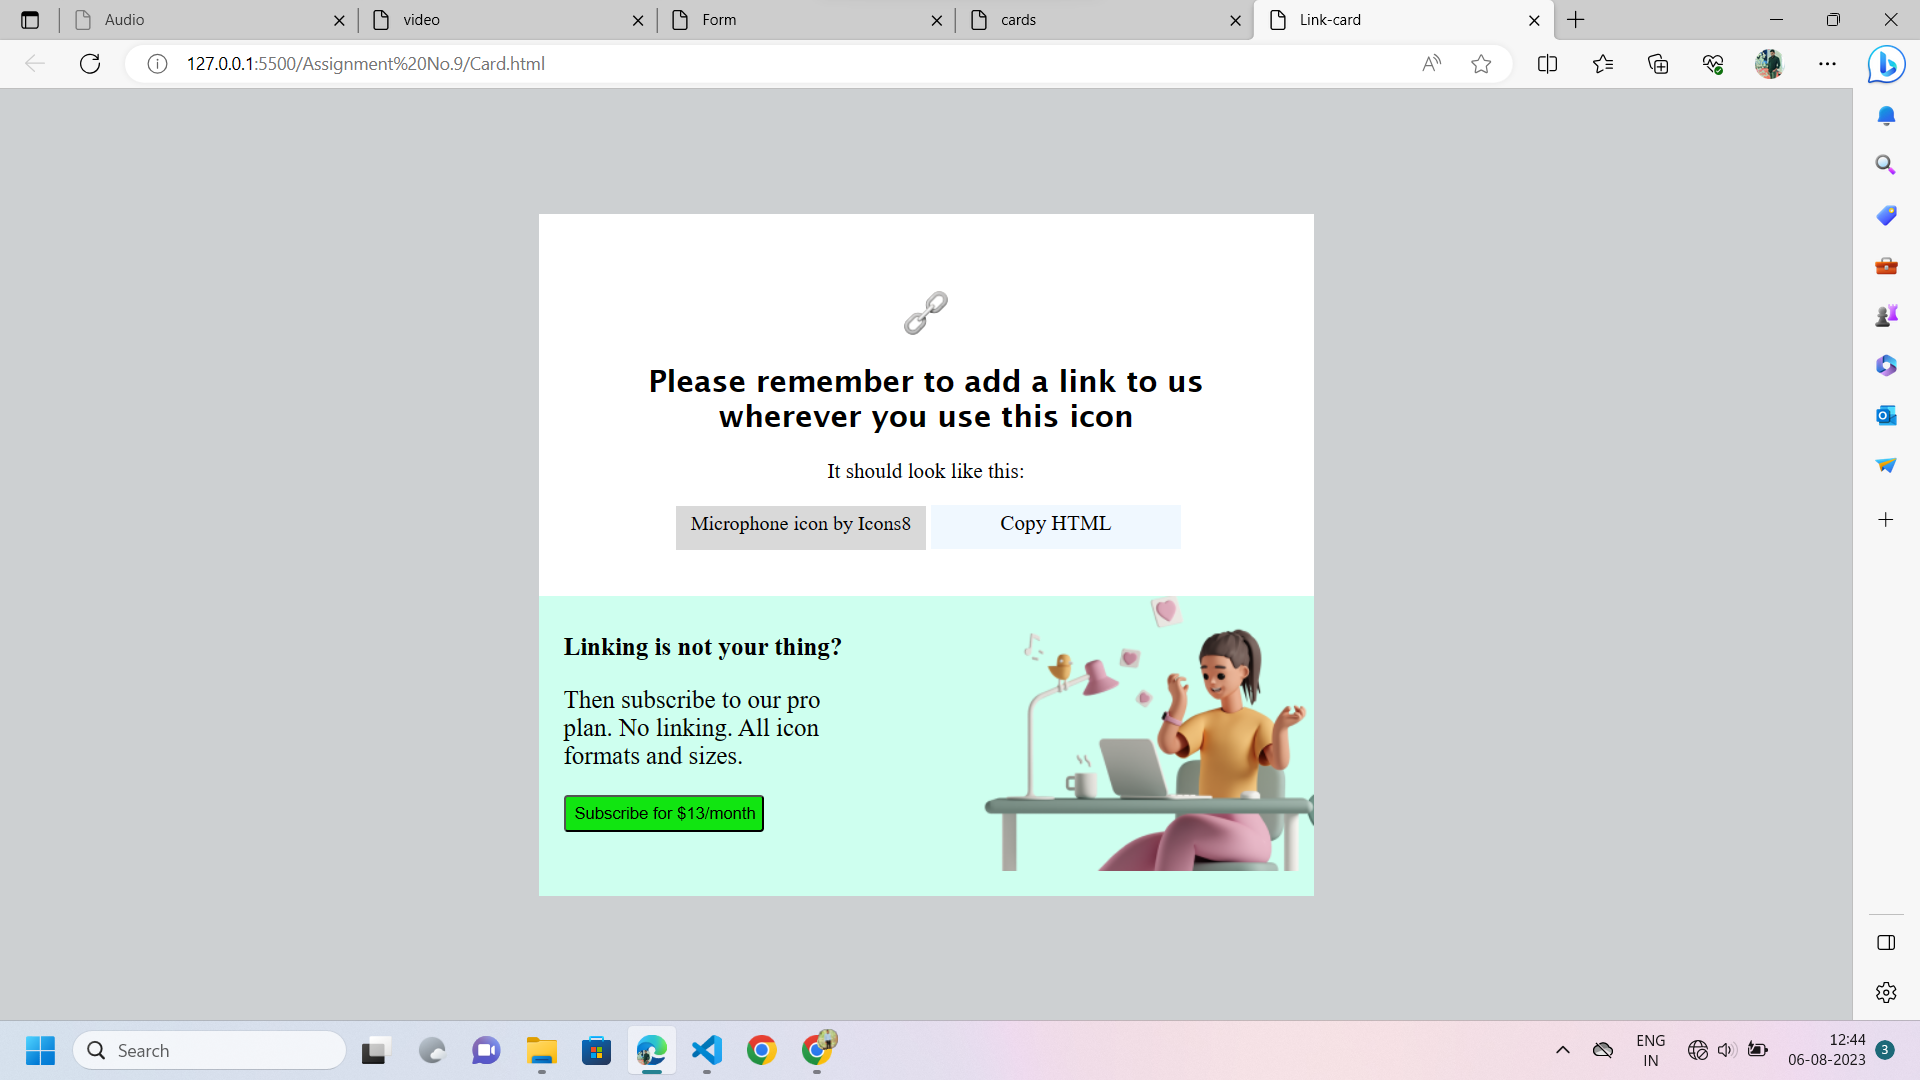 Audio
video
Form
cards
Link-card
127.0.0.1:5500/Assignment%20No.9/Card.html
Please remember to add a link to us
wherever you use this icon
It should look like this:
Microphone icon by Icons8
Copy HTML
Linking is not your thing?
Then subscribe to our pro
plan. No linking. All icon
formats and sizes.
Subscribe for $13/month
Search
ENG
IN
12:44
06-08-2023
3